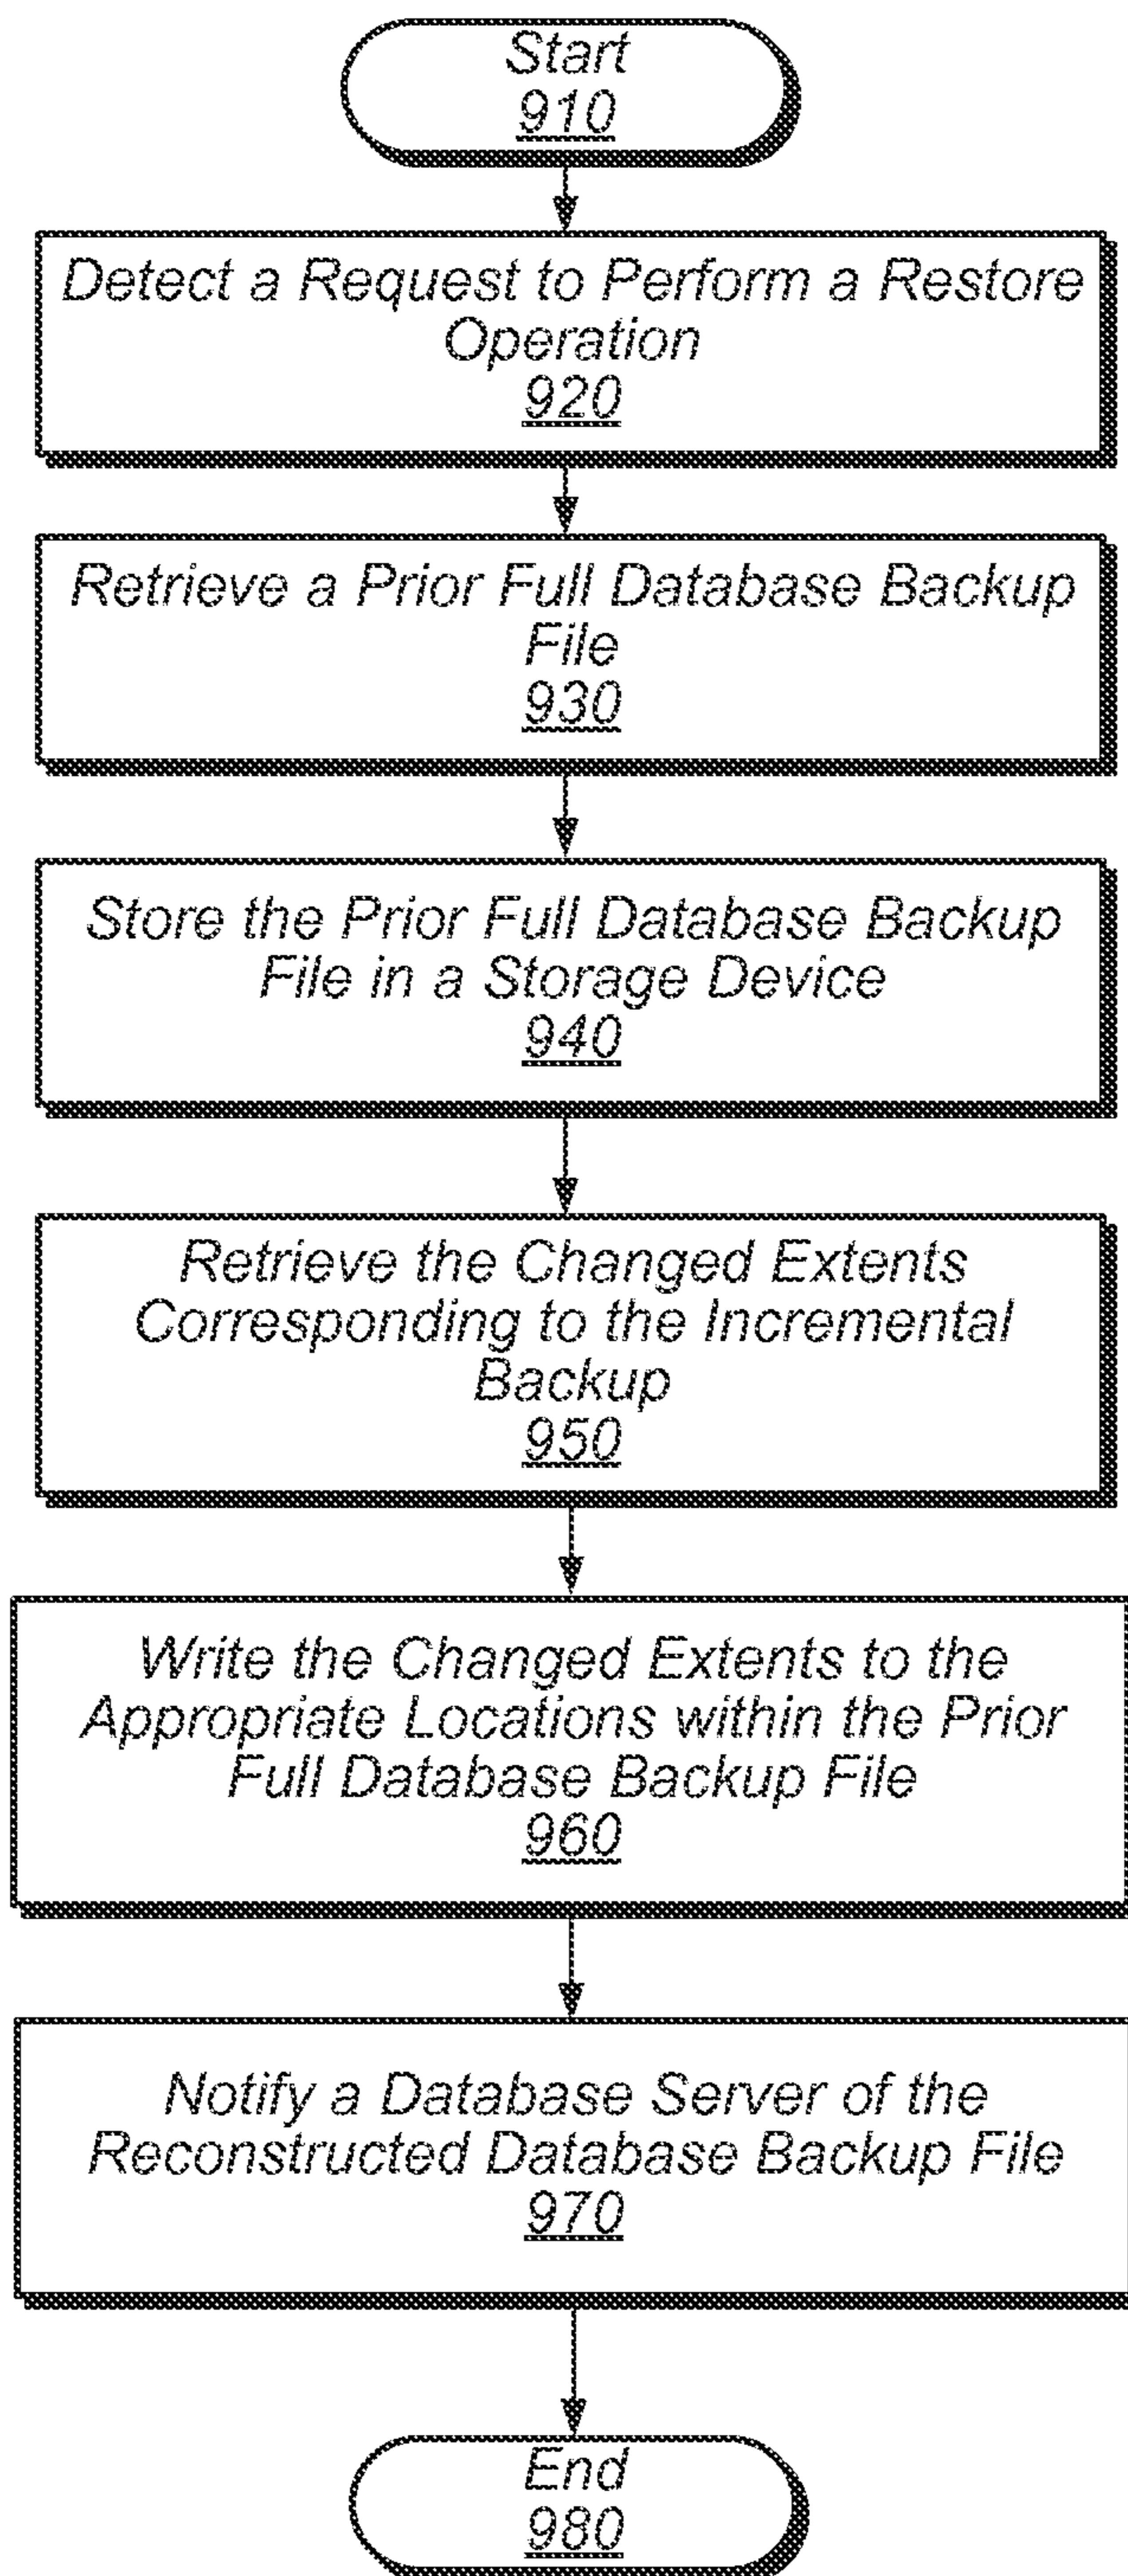 Start
910
Detect a Request to Perform a Restore
Operation
920
Retrieve a Prior Full Database Backup
File
930
Store the Prior Full Database Backup
File in a Storage Device
940
Retrieve the Changed Extents
Corresponding to the Incremental
Backup
950
Write the Changed Extents to the
Appropriate Locations within the Prior
Full Database Backup File
960
Notify a Database Server of the
Reconstructed Database Backup File
970
End
980